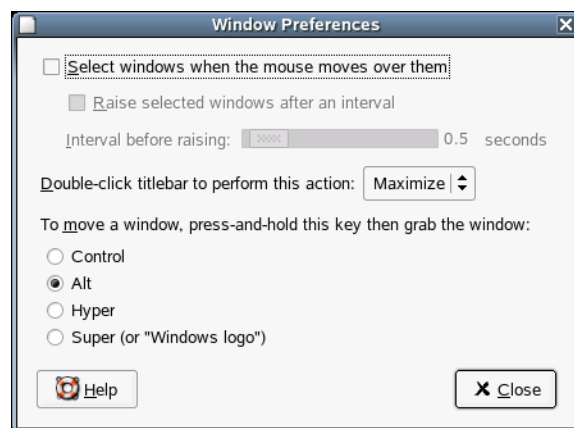 Window Preferences
Select windows when the mouse moves over them
Raise selected windows after an interval
Interval before raising: 0.5 seconds
Double-click titlebar to perform this action: Maximize
To move a window, press-and-hold this key then grab the window:
Control
Alt
Hyper
Super (or "Windows logo")
Help Close